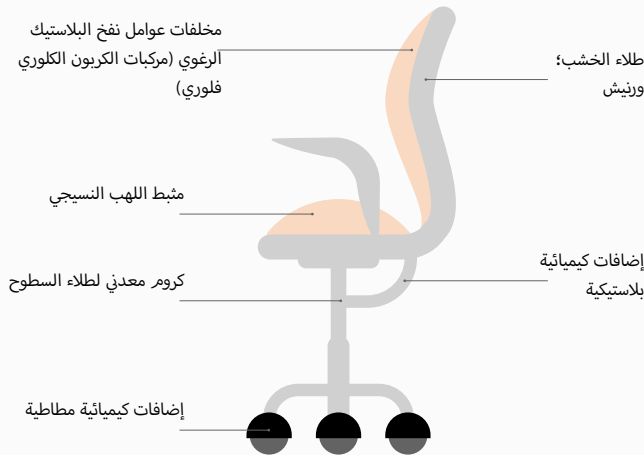 مخلفات عوامل نفخ البلاستيك
الرغوي (مركبات الكربون الكلوري
فلوري)
طلاء الخشب؛
ورنيش
مثبط اللهب النسيجي
إضافات كيميائية
بلاستيكية
كروم معدني لطلاء السطوح
إضافات كيميائية مطاطية